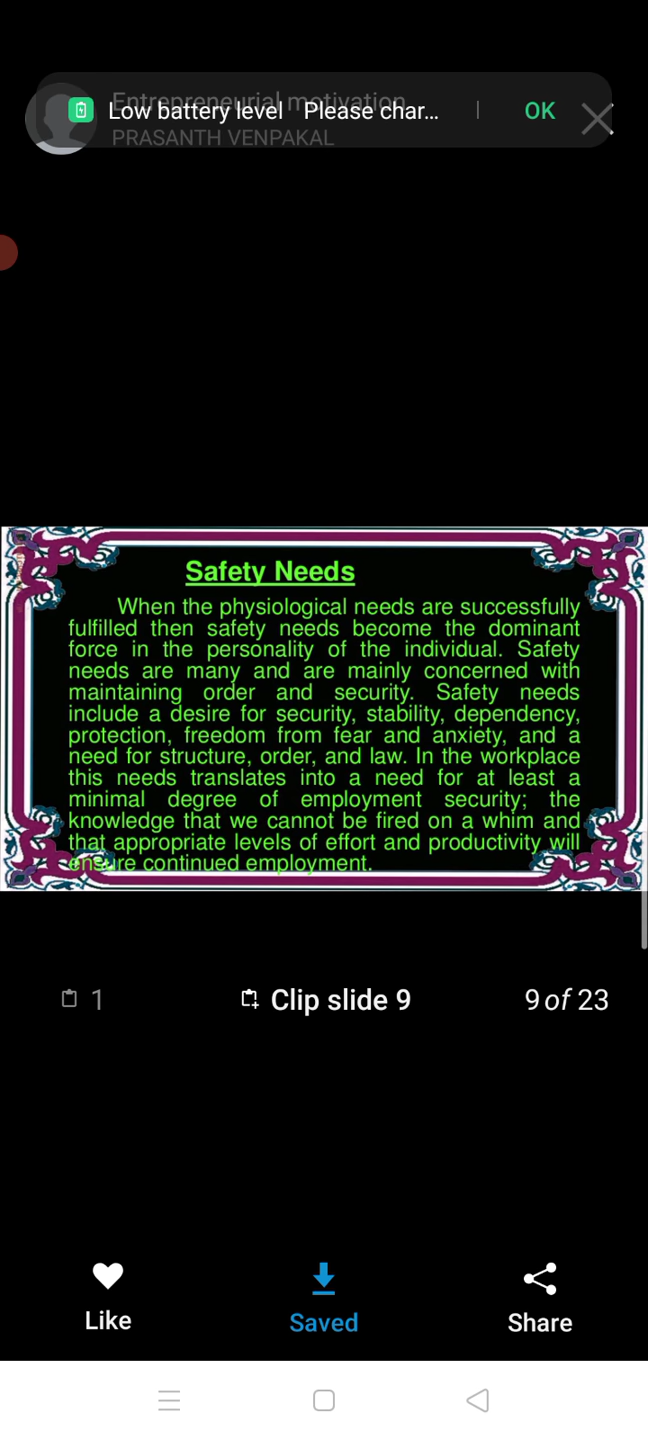 Entrepreneurial motivation
Low battery level Please char... | OK
PRASANTH VENPAKAL
Safety Needs
When the physiological needs are successfully
fulfilled then safety needs become the dominant
force in the personality of the individual. Safety
needs are many and are mainly concerned with
maintaining order and security. Safety needs
include a desire for security, stability, dependency,
protection, freedom from fear and anxiety, and a
need for structure, order, and law. In the workplace
this needs translates into a need for at least a
minimal degree of employment security; the
knowledge that we cannot be fired on a whim and
that appropriate levels of effort and productivity will
ensure continued employment.
1 Clip slide 9 9 of 23
Like Saved Share